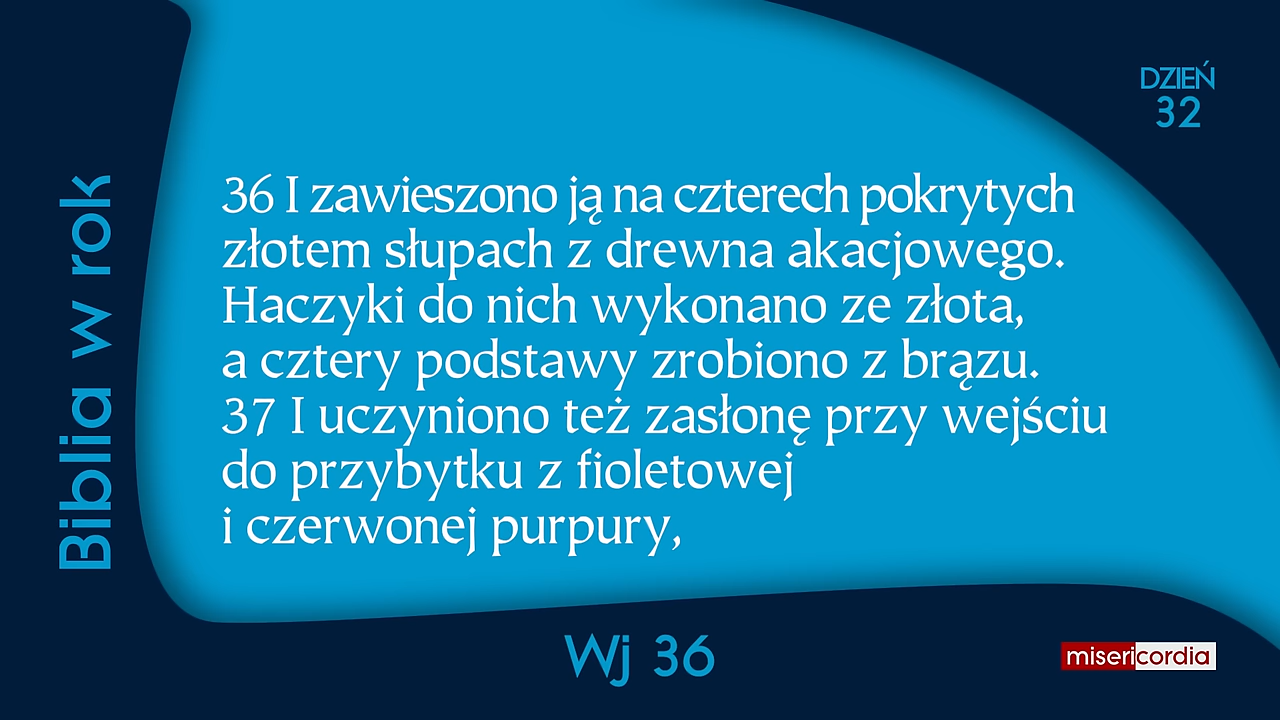 DZIEŃ
32
Biblia w rok
36 I zawieszono ją na czterech pokrytych
złotem słupach z drewna akacjowego.
Haczyki do nich wykonano ze złota,
a cztery podstawy zrobiono z brązu.
37 I uczyniono też zasłonę przy wejściu
do przybytku z fioletowej
i czerwonej purpury,
Wj 36
misericordia